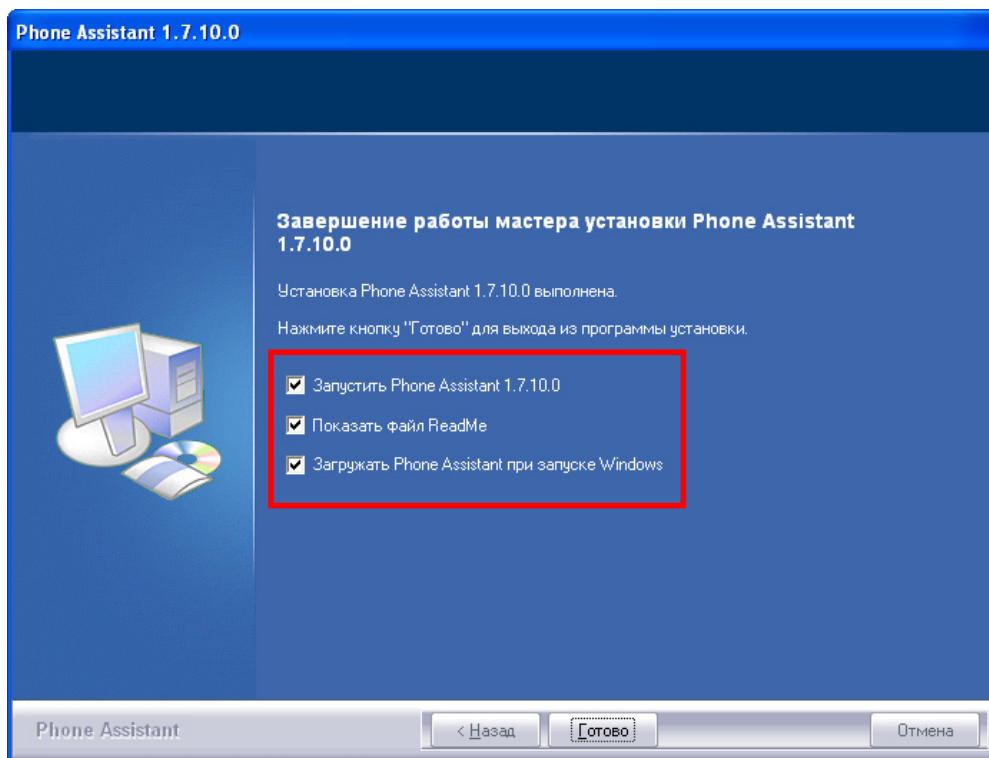 Phone Assistant 1.7.10.0
Завершение работы мастера установки Phone Assistant
1.7.10.0
Установка Phone Assistant 1.7.10.0 выполнена.
Нажмите кнопку "Готово" для выхода из программы установки.
Запустить Phone Assistant 1.7.10.0
Показать файл ReadMe
Загружать Phone Assistant при запуске Windows
Phone Assistant
< Назад
Готово
Отмена